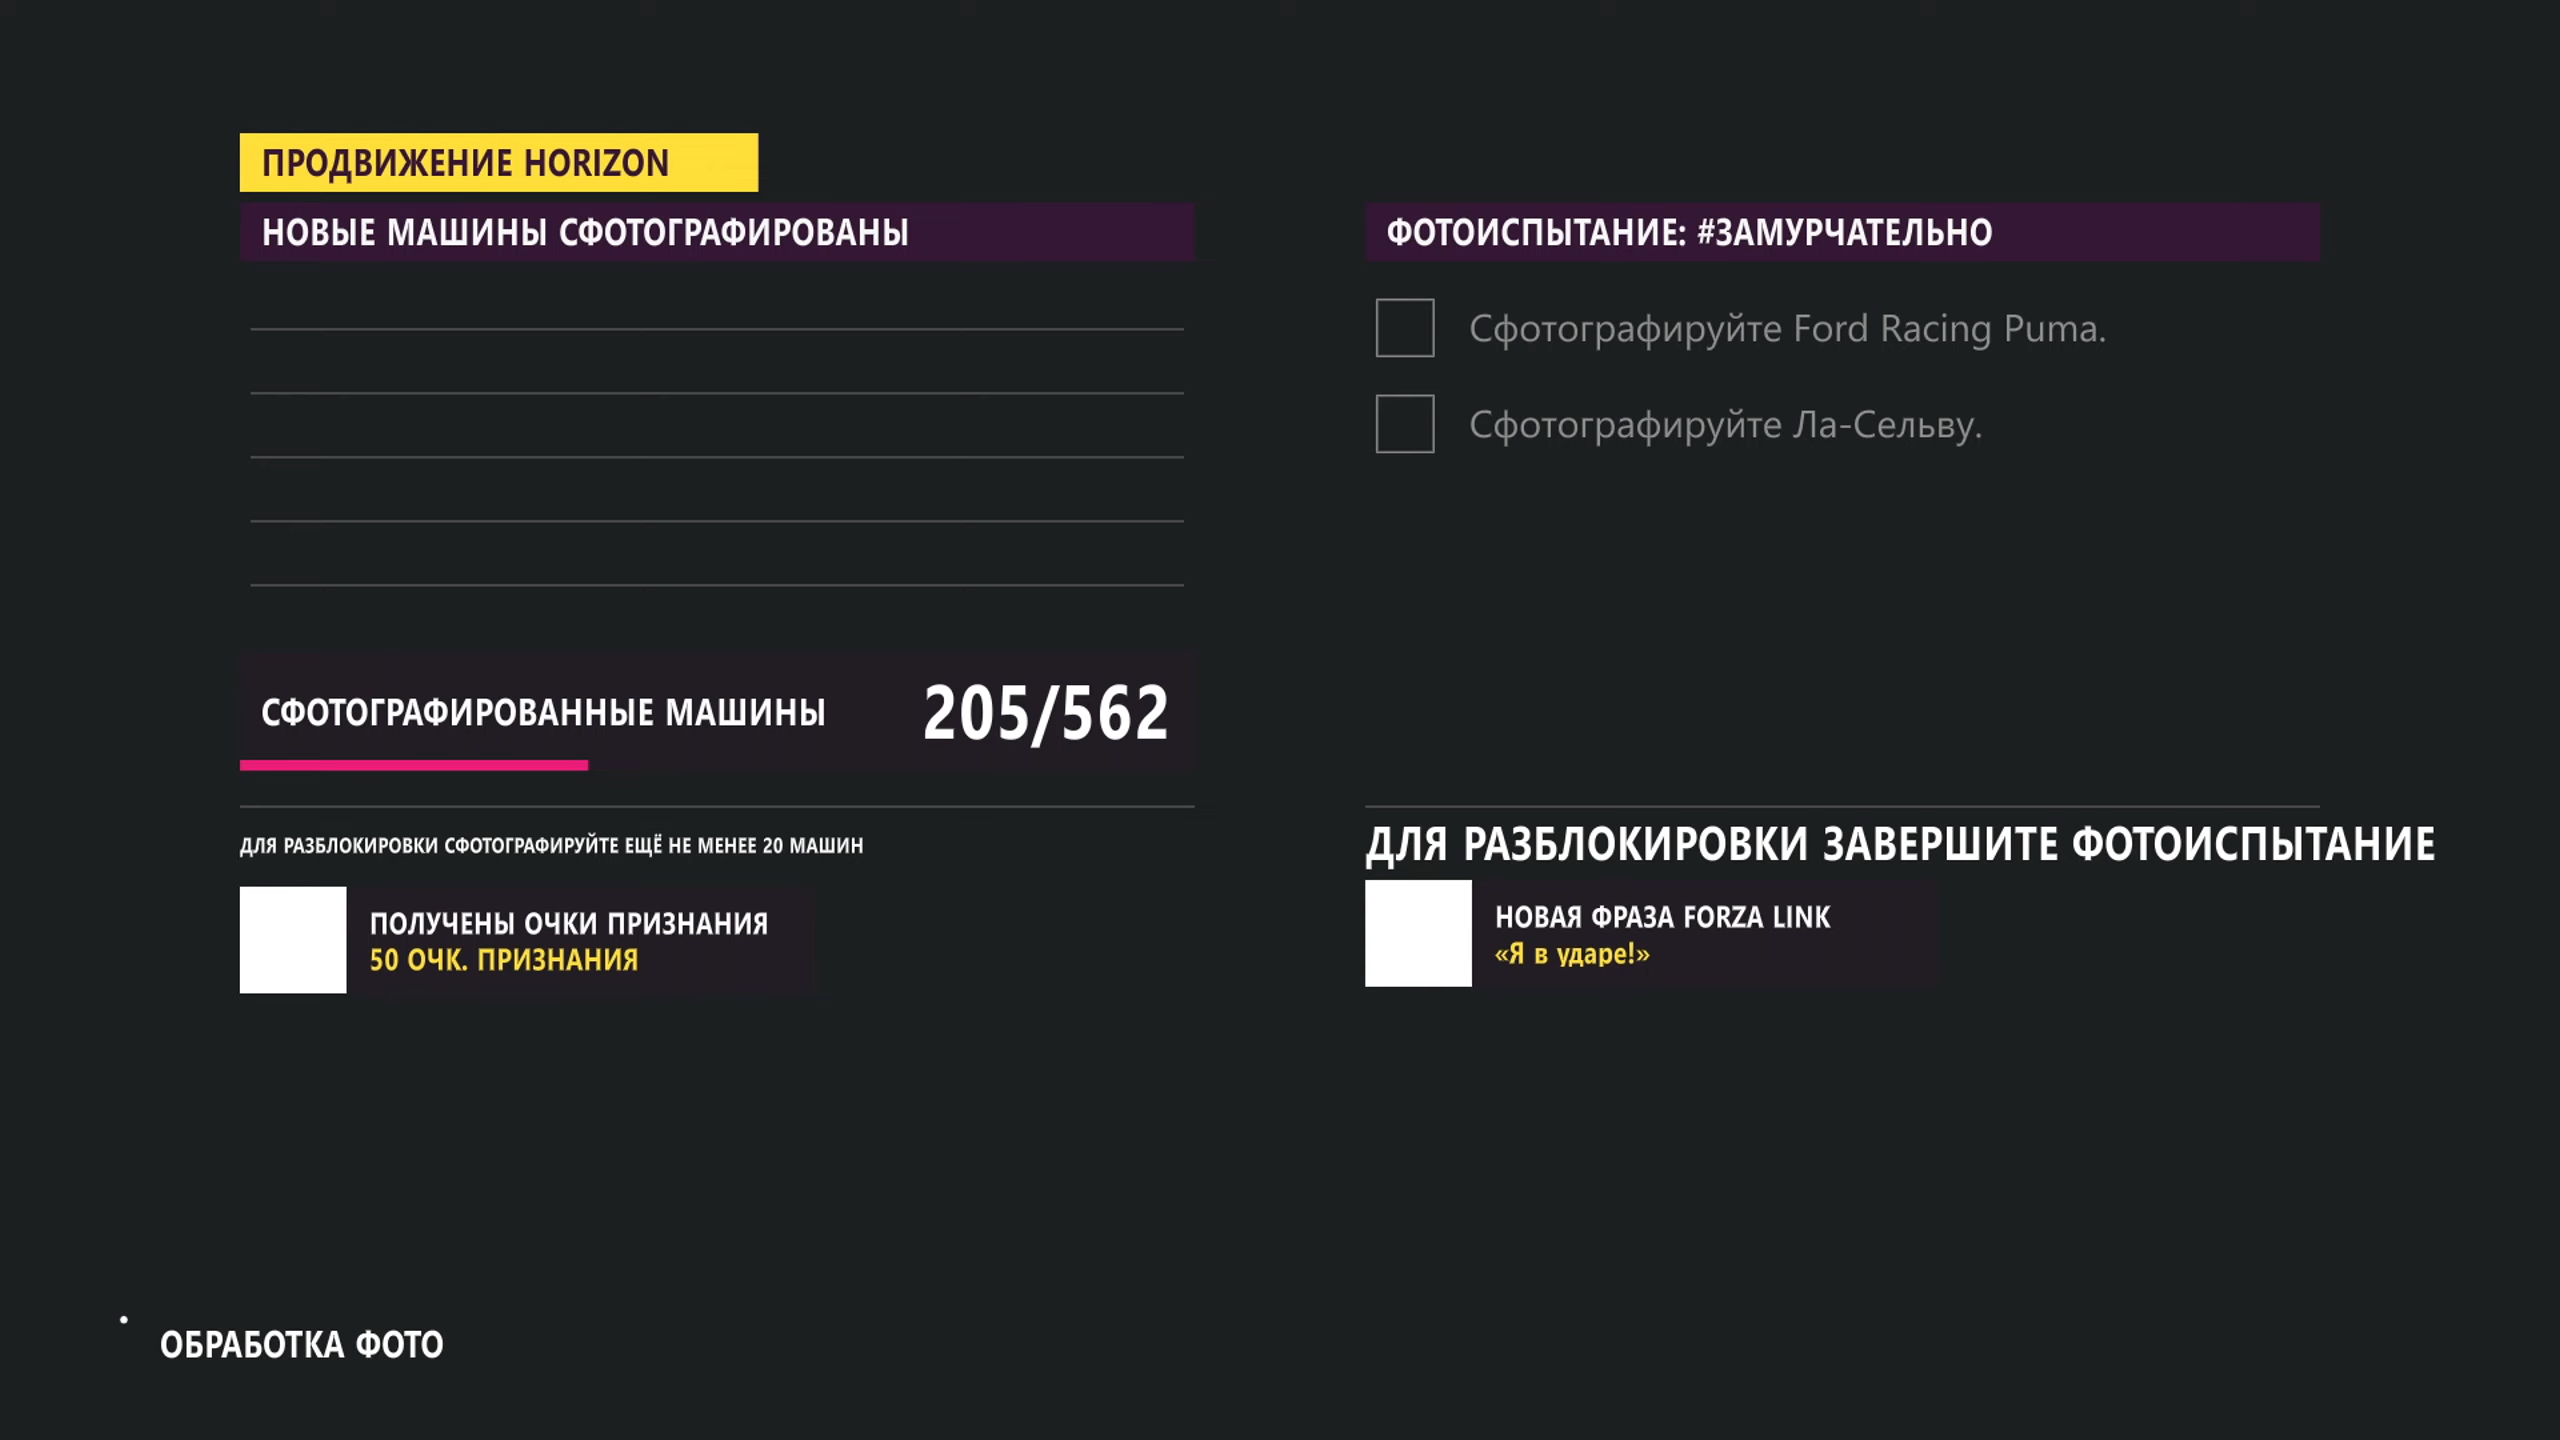 ПРОДВИЖЕНИЕ HORIZON
НОВЫЕ МАШИНЫ СФОТОГРАФИРОВАНЫ
СФОТОГРАФИРОВАННЫЕ МАШИНЫ 205/562
ДЛЯ РАЗБЛОКИРОВКИ СФОТОГРАФИРУЙТЕ ЕЩЁ НЕ МЕНЕЕ 20 МАШИН
ПОЛУЧЕНЫ ОЧКИ ПРИЗНАНИЯ
50 ОЧК. ПРИЗНАНИЯ
ФОТОИСПЫТАНИЕ: #ЗАМУРЧАТЕЛЬНО
Сфотографируйте Ford Racing Puma.
Сфотографируйте Ла-Сельву.
ДЛЯ РАЗБЛОКИРОВКИ ЗАВЕРШИТЕ ФОТОИСПЫТАНИЕ
НОВАЯ ФРАЗА FORZA LINK
«Я в ударе!»
ОБРАБОТКА ФОТО